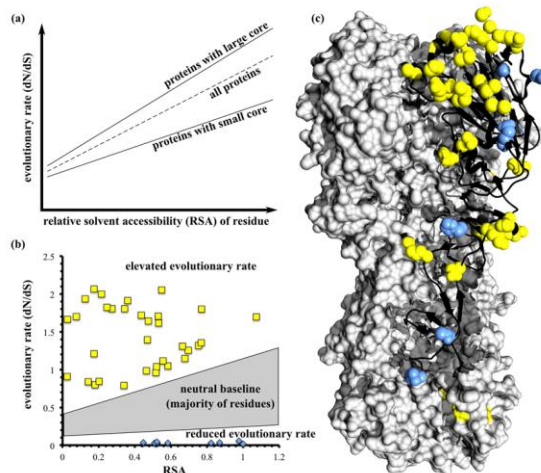 (a)
evolutionary rate (dN/dS)
proteins with large core
all proteins
proteins with small core
relative solvent accessibility (RSA) of residue
(b)
evolutionary rate (dN/dS)
2.5
2
1.5
1
0.5
0
elevated evolutionary rate
neutral baseline
(majority of residues)
reduced evolutionary rate
0 0.2 0.4 0.6 0.8 1 1.2
RSA
(c)